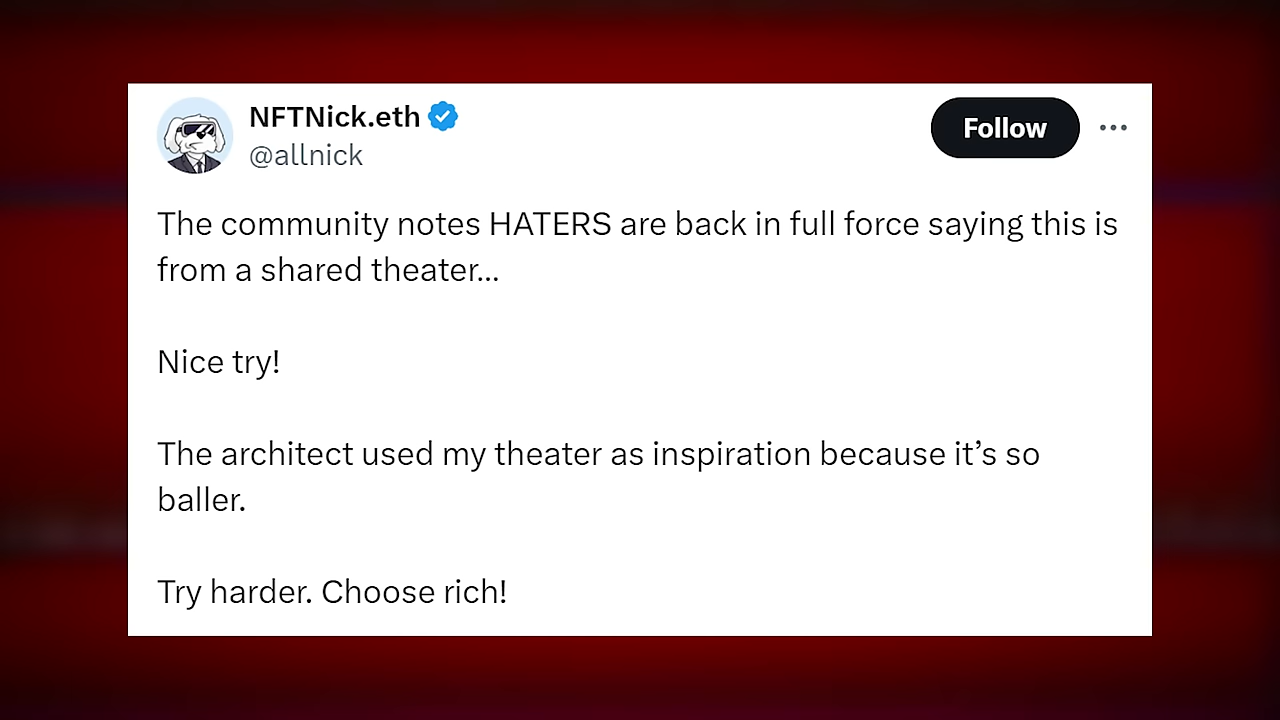 NFTNick.eth
@allnick
Follow
The community notes HATERS are back in full force saying this is
from a shared theater...
Nice try!
The architect used my theater as inspiration because it’s so
baller.
Try harder. Choose rich!